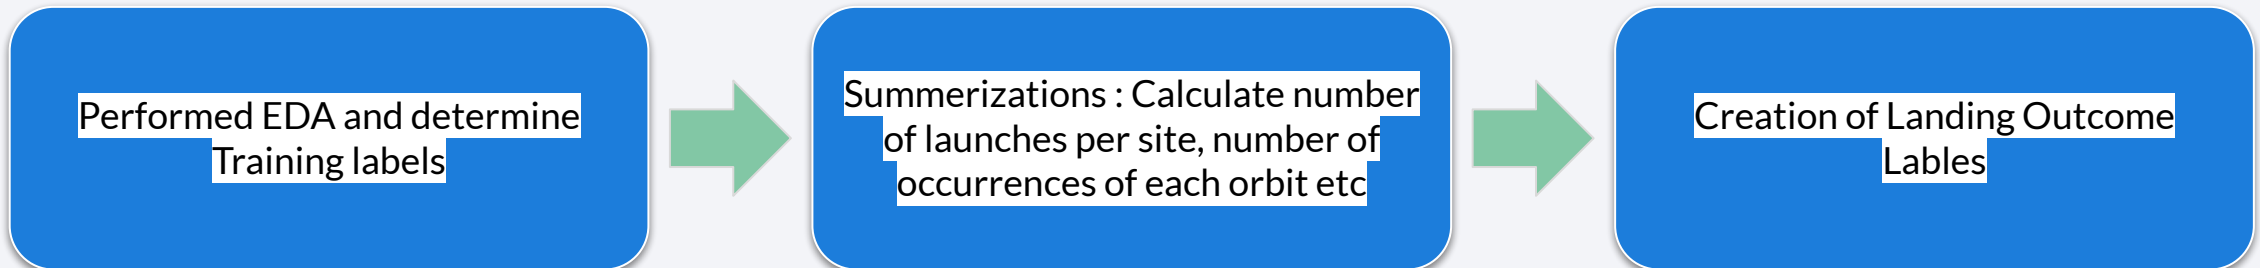 Performed EDA and determine
Training labels
Summerizations : Calculate number
of launches per site, number of
occurrences of each orbit etc
Creation of Landing Outcome
Lables